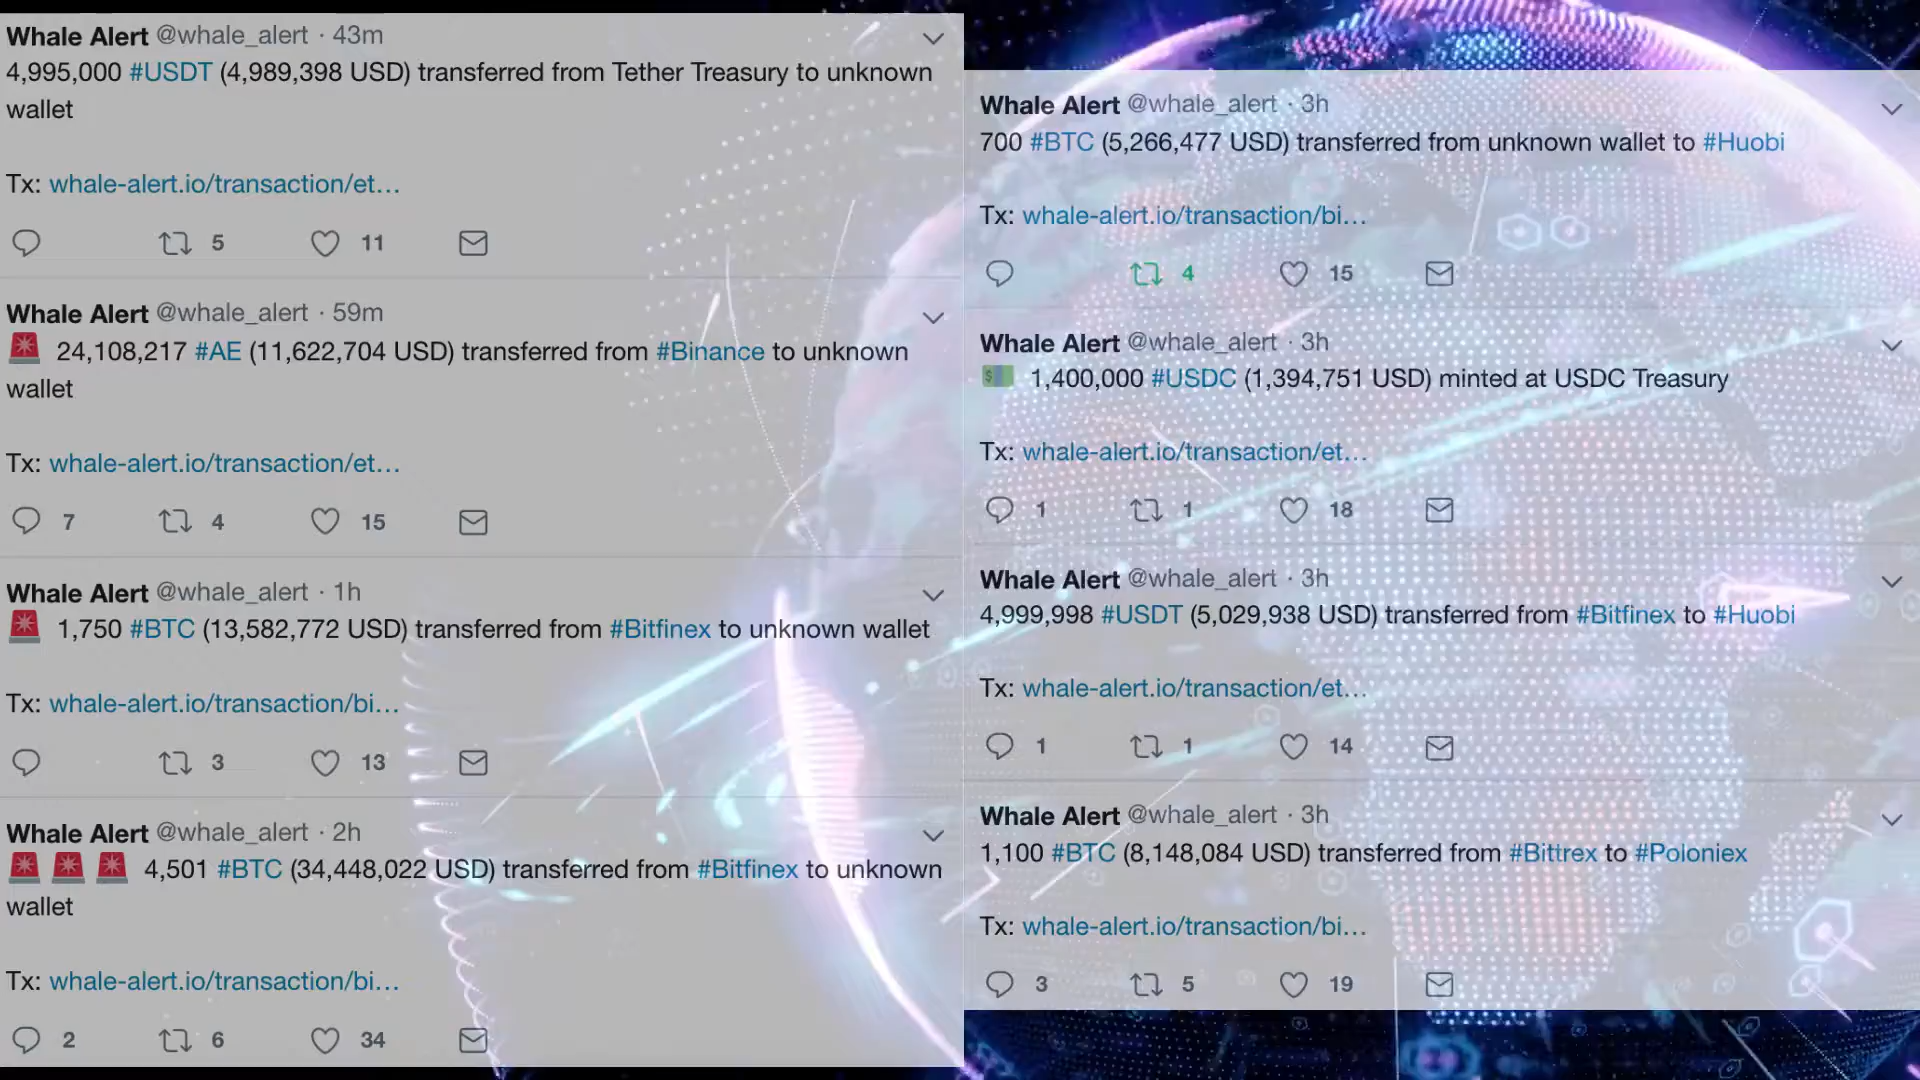 Whale Alert @whale_alert · 43m
4,995,000 #USDT (4,989,398 USD) transferred from Tether Treasury to unknown
wallet
Tx: whale-alert.io/transaction/et…
5 11
Whale Alert @whale_alert · 59m
24,108,217 #AE (11,622,704 USD) transferred from #Binance to unknown
wallet
Tx: whale-alert.io/transaction/et…
7 4 15
Whale Alert @whale_alert · 1h
1,750 #BTC (13,582,772 USD) transferred from #Bitfinex to unknown wallet
Tx: whale-alert.io/transaction/bi…
3 13
Whale Alert @whale_alert · 2h
4,501 #BTC (34,448,022 USD) transferred from #Bitfinex to unknown
wallet
Tx: whale-alert.io/transaction/bi…
2 6 34
Whale Alert @whale_alert · 3h
700 #BTC (5,266,477 USD) transferred from unknown wallet to #Huobi
Tx: whale-alert.io/transaction/bi…
4 15
Whale Alert @whale_alert · 3h
1,400,000 #USDC (1,394,751 USD) minted at USDC Treasury
Tx: whale-alert.io/transaction/et…
1 1 18
Whale Alert @whale_alert · 3h
4,999,998 #USDT (5,029,938 USD) transferred from #Bitfinex to #Huobi
Tx: whale-alert.io/transaction/et…
1 1 14
Whale Alert @whale_alert · 3h
1,100 #BTC (8,148,084 USD) transferred from #Bittrex to #Poloniex
Tx: whale-alert.io/transaction/bi…
3 5 19